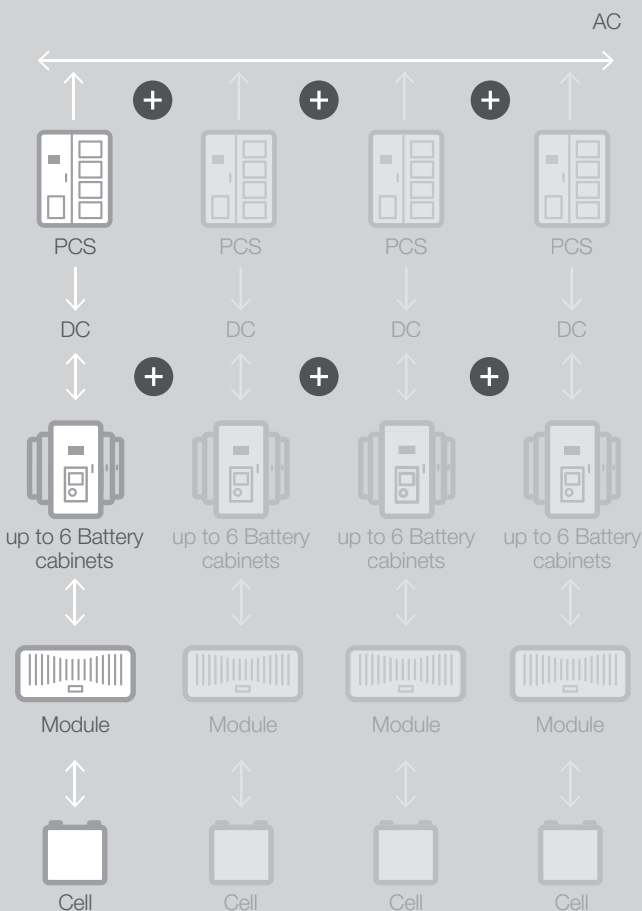 AC
+ + +
PCS PCS PCS PCS
DC DC DC DC
+ + +
up to 6 Battery up to 6 Battery up to 6 Battery up to 6 Battery
cabinets cabinets cabinets cabinets
Module Module Module Module
Cell Cell Cell Cell